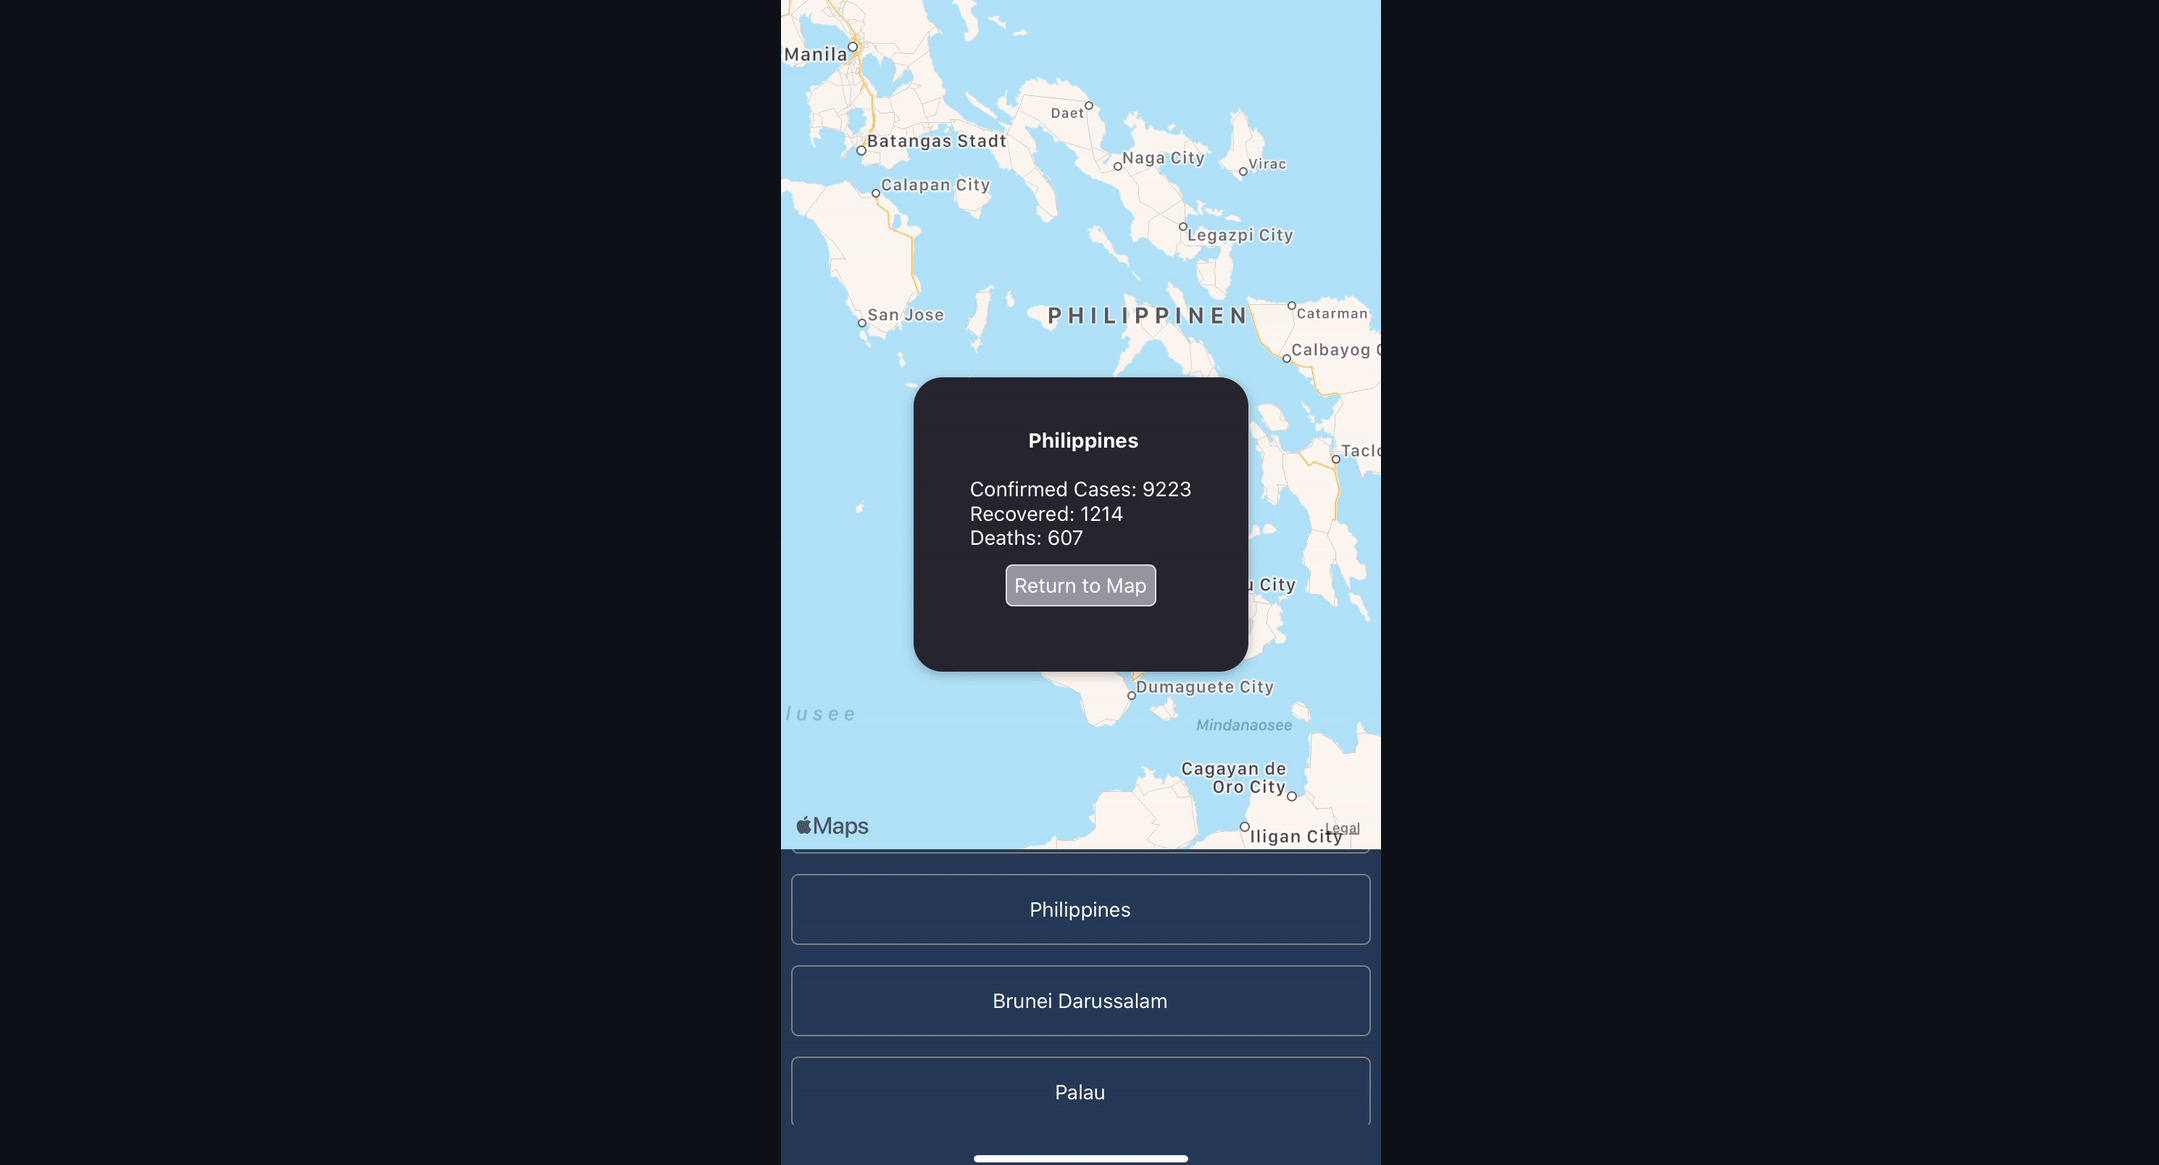 Manila
Daet
Batangas Stadt
Naga City
Virac
Calapan City
Legazpi City
San Jose
PHILIPPINEN
Catarman
Calbayog
Philippines
Confirmed Cases: 9223
Recovered: 1214
Deaths: 607
Return to Map
City
Dumaguete City
Mindanaosee
Cagayan de
Oro City
Maps
Legal
Iligan City
Philippines
Brunei Darussalam
Palau